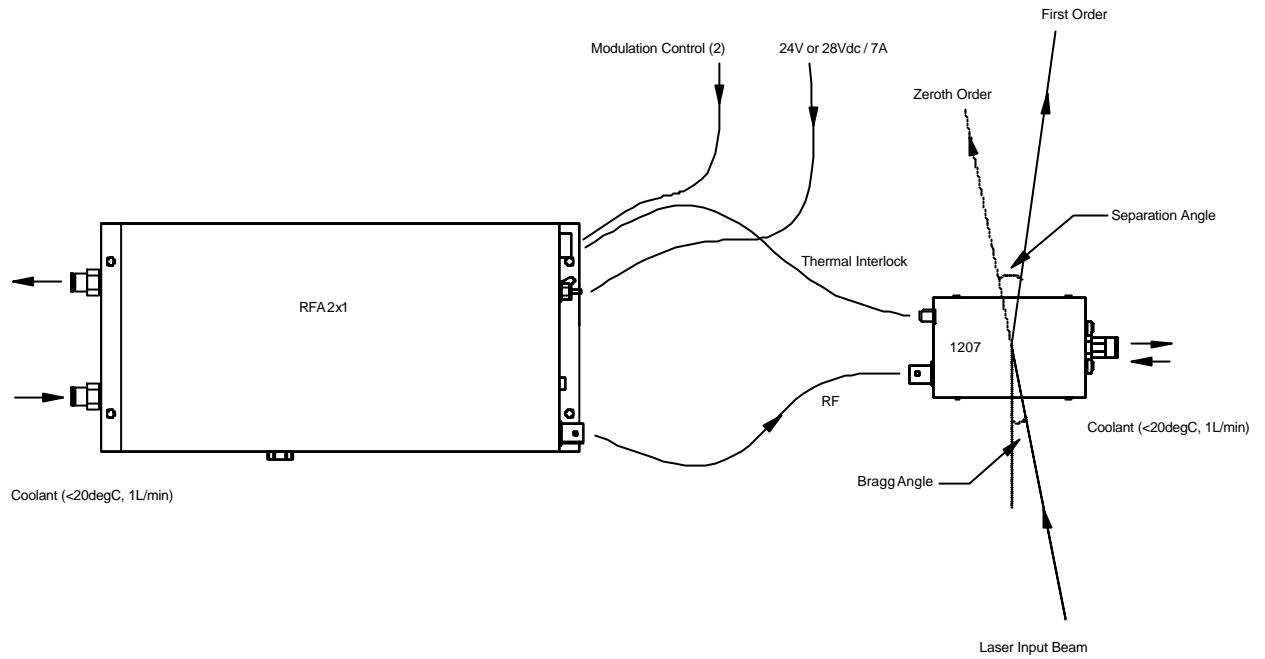 First Order
Modulation Control (2)
24V or 28Vdc / 7A
Zeroth Order
Separation Angle
Thermal Interlock
RFA2x1
1207
RF
Coolant (<20degC, 1L/min)
Bragg Angle
Coolant (<20degC, 1L/min)
Laser Input Beam